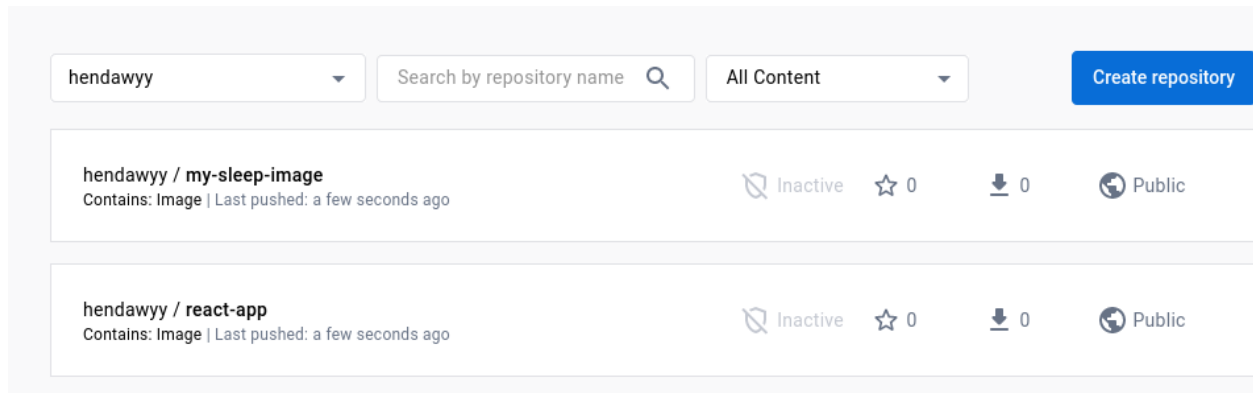 hendawyy Search by repository name All Content Create repository
hendawyy / my-sleep-image
Contains: Image | Last pushed: a few seconds ago
Inactive 0 0 Public
hendawyy / react-app
Contains: Image | Last pushed: a few seconds ago
Inactive 0 0 Public